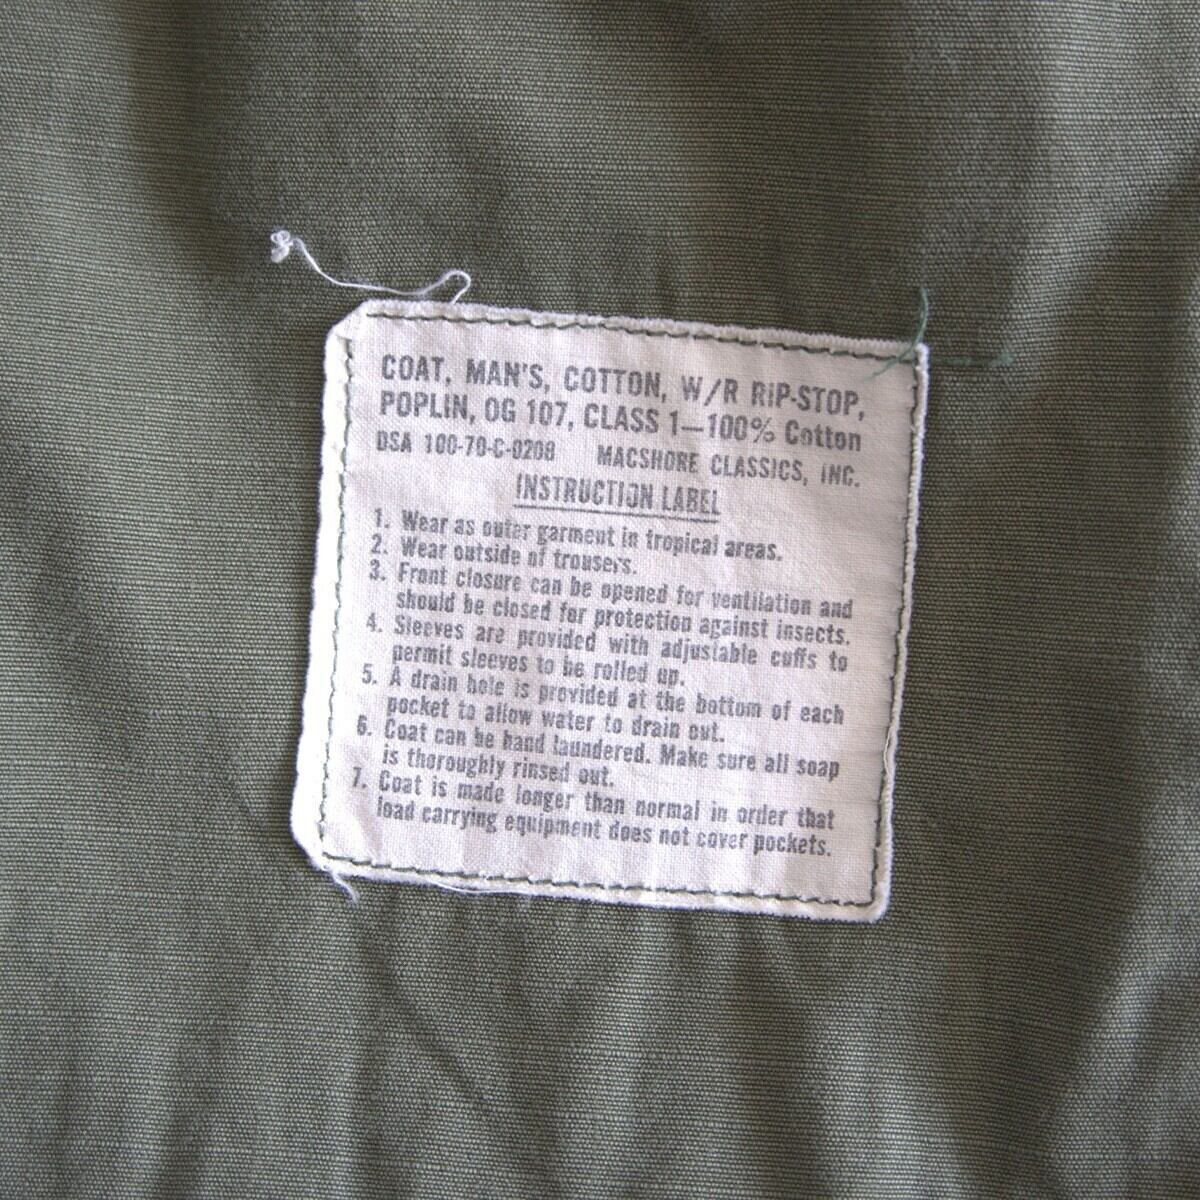 COAT, MAN'S, COTTON, W/R RIP-STOP,
POPLIN, OG 107, CLASS 1—100% Cotton
DSA 100-70-C-0208 MACSHORE CLASSICS, INC.
INSTRUCTION LABEL
1. Wear as outer garment in tropical areas.
2. Wear outside of trousers.
3. Front closure can be opened for ventilation and
should be closed for protection against insects.
4. Sleeves are provided with adjustable cuffs to
permit sleeves to be rolled up.
5. A drain hole is provided at the bottom of each
pocket to allow water to drain out.
6. Coat can be hand laundered. Make sure all soap
is thoroughly rinsed out.
7. Coat is made longer than normal in order that
load carrying equipment does not cover pockets.